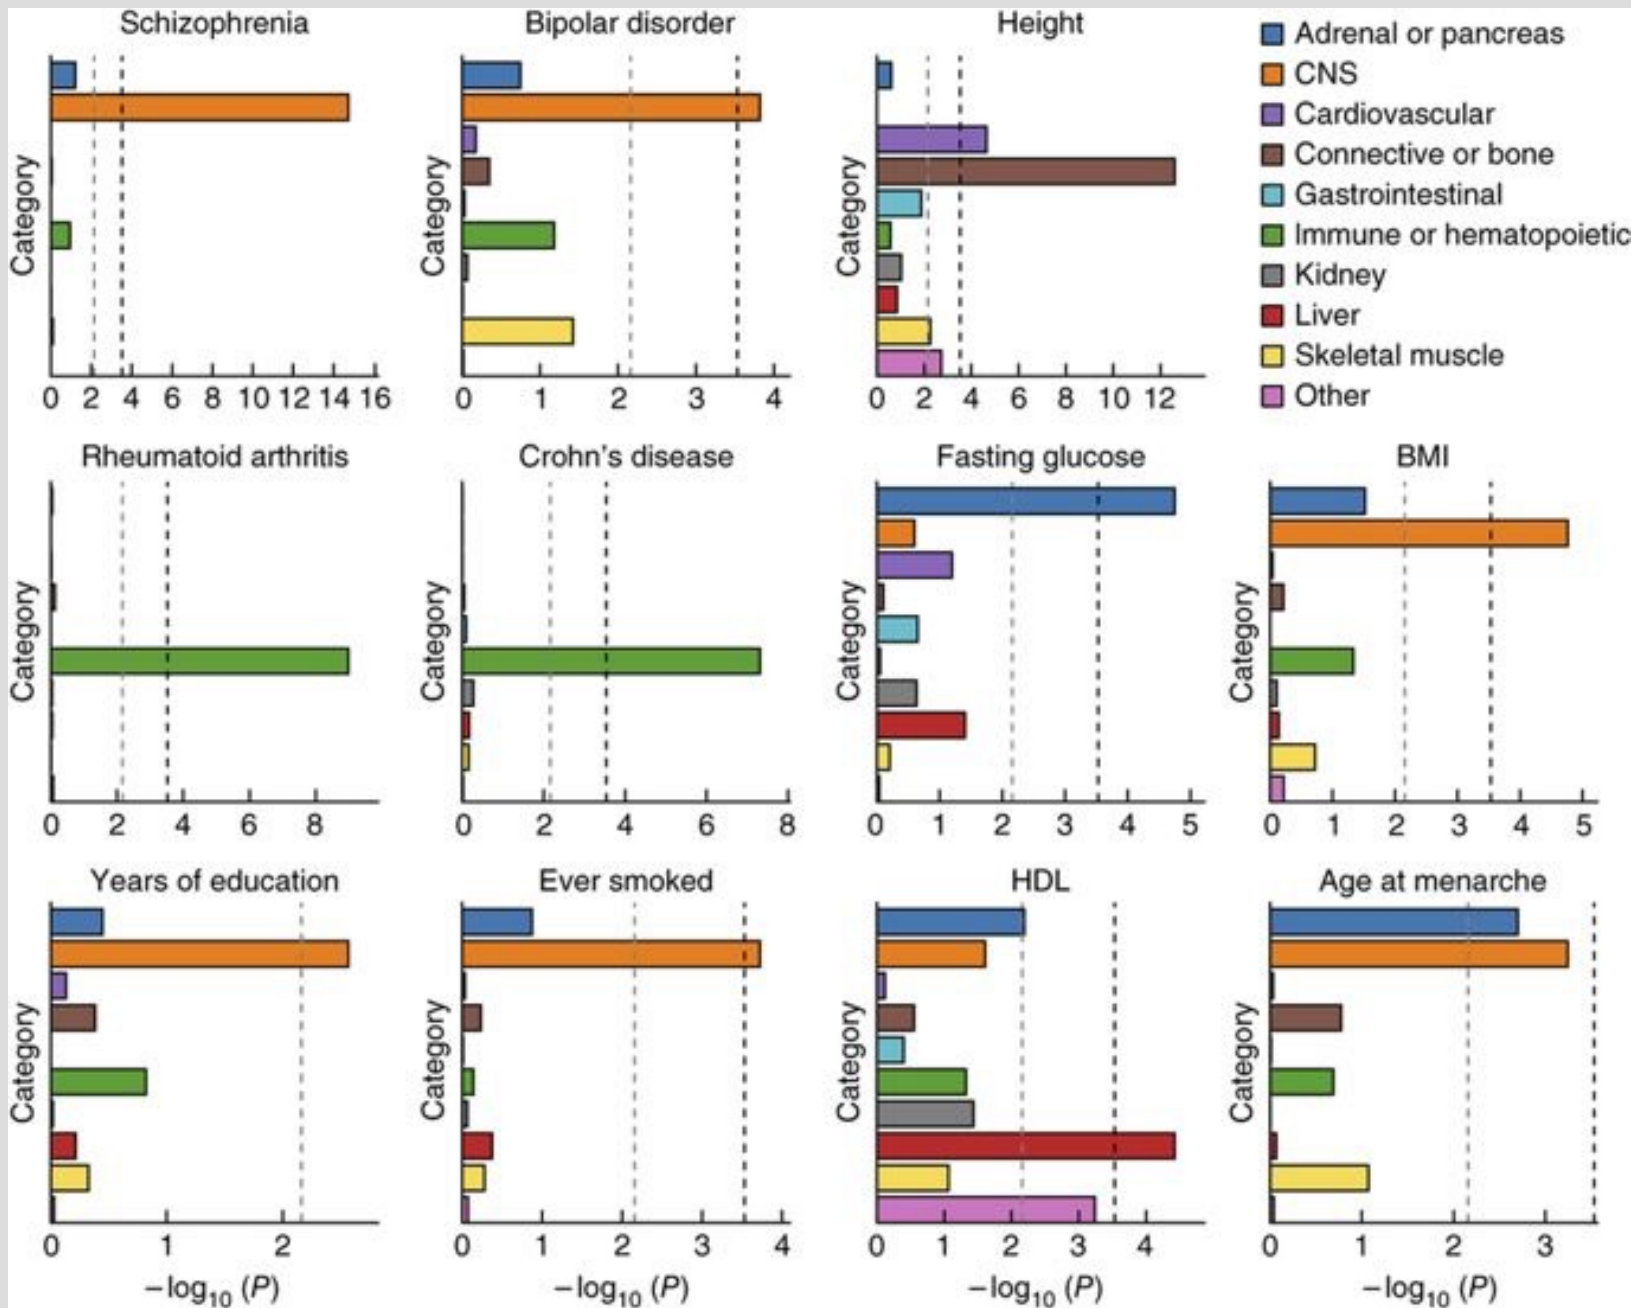 Schizophrenia
Bipolar disorder
Height
Adrenal or pancreas
CNS
Cardiovascular
Connective or bone
Gastrointestinal
Immune or hematopoietic
Kidney
Liver
Skeletal muscle
Other
Category
Category
Category
0 2 4 6 8 10 12 14 16
0 1 2 3 4
0 2 4 6 8 10 12
Rheumatoid arthritis
Crohn's disease
Fasting glucose
BMI
Category
Category
Category
Category
0 2 4 6 8
0 2 4 6 8
0 1 2 3 4 5
0 1 2 3 4 5
Years of education
Ever smoked
HDL
Age at menarche
Category
Category
Category
Category
0 1 2
0 1 2 3 4
0 1 2 3 4
0 1 2 3
−log10 (P)
−log10 (P)
−log10 (P)
−log10 (P)